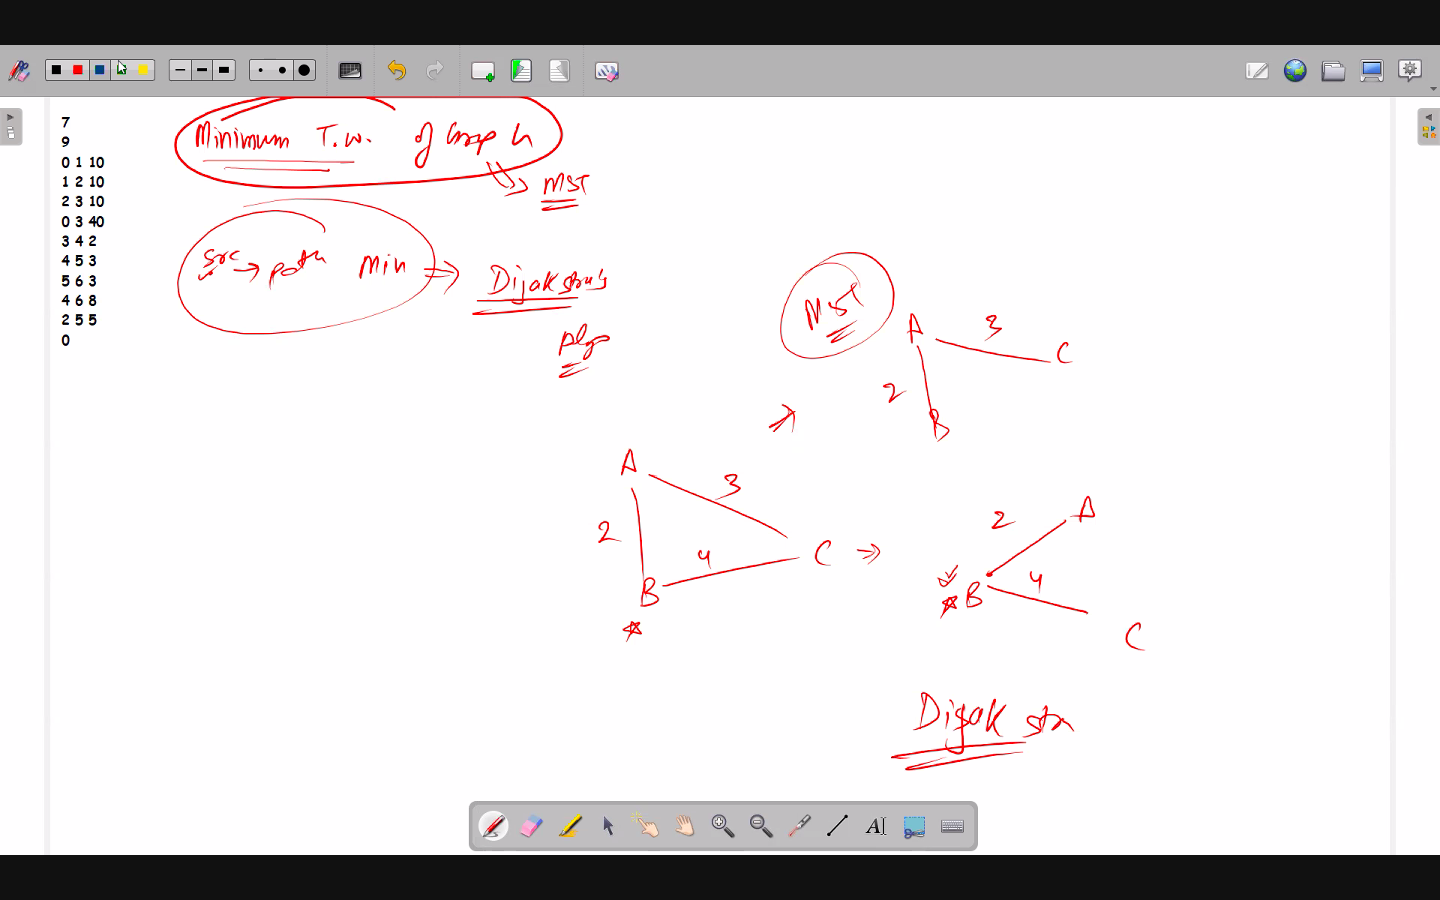 7
9
0 1 10
1 2 10
2 3 10
0 3 40
3 4 2
4 5 3
5 6 3
4 6 8
2 5 5
0
Minimum T.W. of Graph
MST
src → path min ⇒ Dijakstra's
Algo
MST
A 3 C
2
B
A
3
2
4
C
B
A
2
4
B
C
Dijakstra
AI